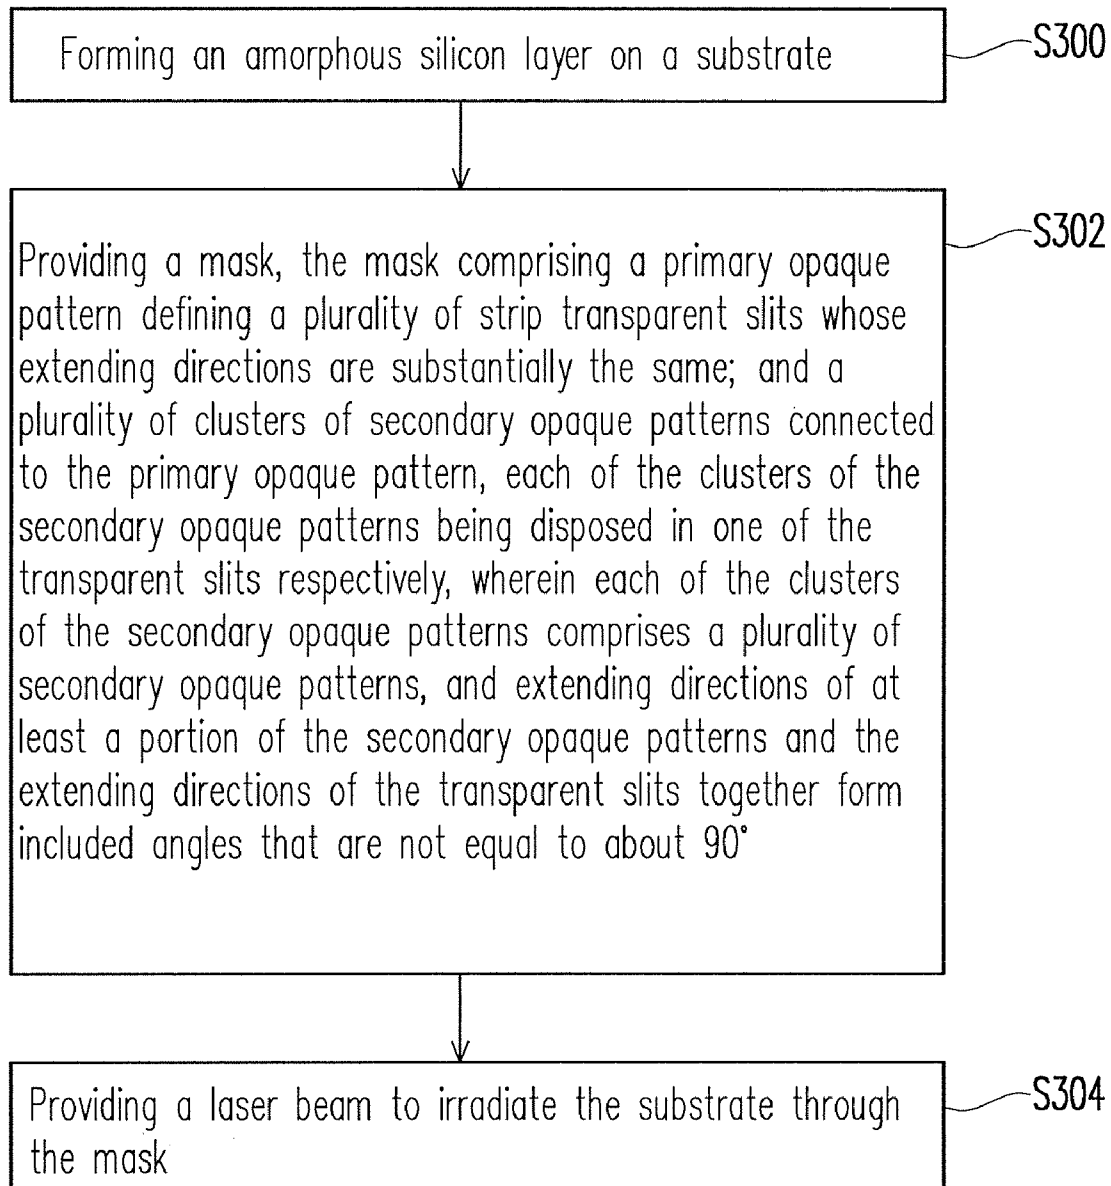 Forming an amorphous silicon layer on a substrate
S300
Providing a mask, the mask comprising a primary opaque
pattern defining a plurality of strip transparent slits whose
extending directions are substantially the same; and a
plurality of clusters of secondary opaque patterns connected
to the primary opaque pattern, each of the clusters of the
secondary opaque patterns being disposed in one of the
transparent slits respectively, wherein each of the clusters
of the secondary opaque patterns comprises a plurality of
secondary opaque patterns, and extending directions of at
least a portion of the secondary opaque patterns and the
extending directions of the transparent slits together form
included angles that are not equal to about 90°
S302
Providing a laser beam to irradiate the substrate through
the mask
S304